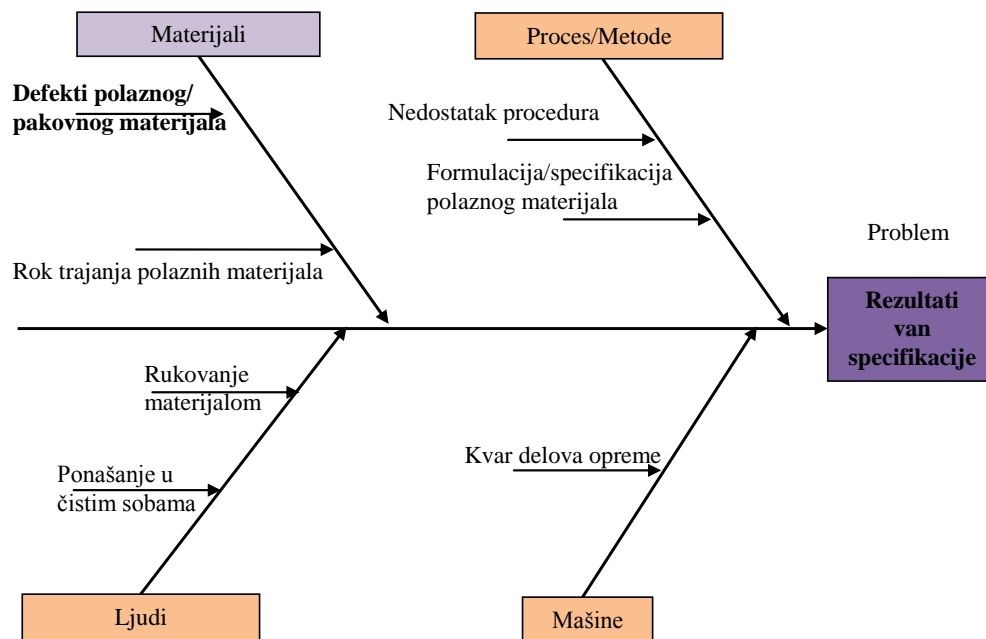 Materijali
Proces/Metode
Defekti polaznog/
pakovnog materijala
Nedostatak procedura
Formulacija/specifikacija
polaznog materijala
Rok trajanja polaznih materijala
Problem
Rezultati
van
specifikacije
Rukovanje
materijalom
Ponašanje u
čistim sobama
Kvar delova opreme
Ljudi
Mašine